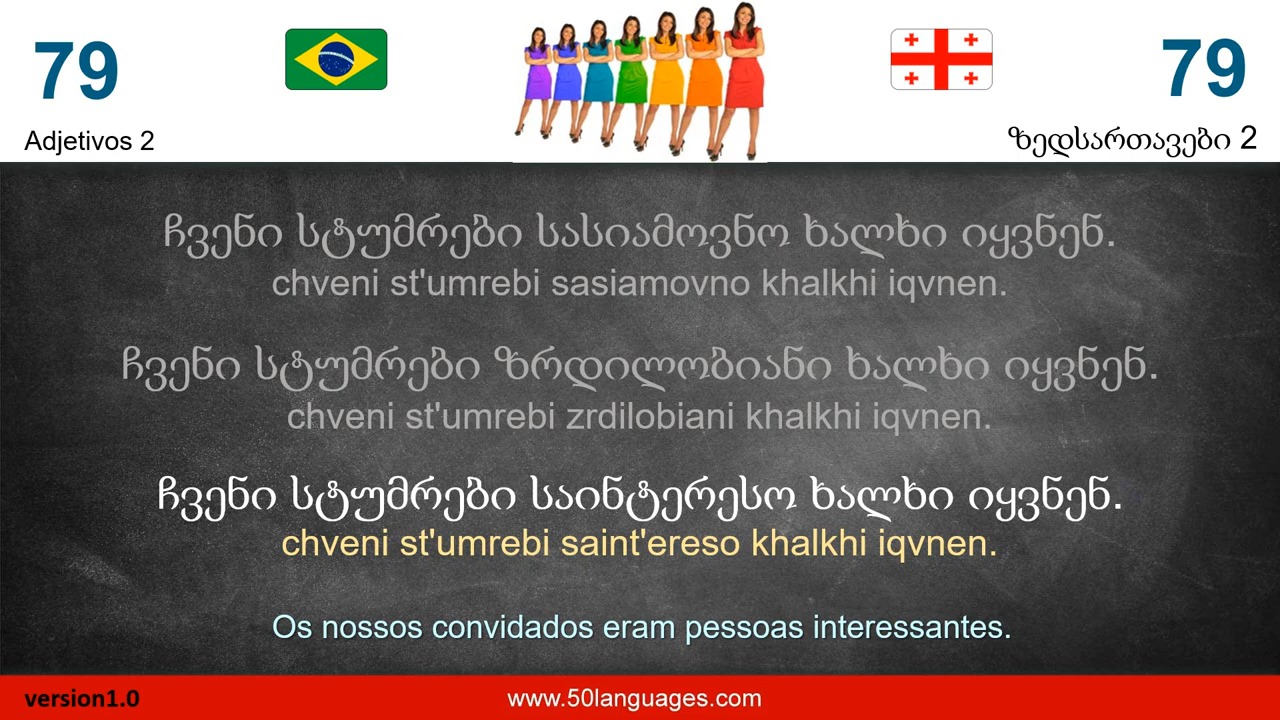 79
79
Adjetivos 2
ზედსართავები 2
ჩვენი სტუმრები სასიამოვნო ხალხი იყვნენ.
chveni st'umrebi sasiamovno khalkhi iqvnen.
ჩვენი სტუმრები ზრდილობიანი ხალხი იყვნენ.
chveni st'umrebi zrdilobiani khalkhi iqvnen.
ჩვენი სტუმრები საინტერესო ხალხი იყვნენ.
chveni st'umrebi saint'ereso khalkhi iqvnen.
Os nossos convidados eram pessoas interessantes.
version1.0
www.50languages.com